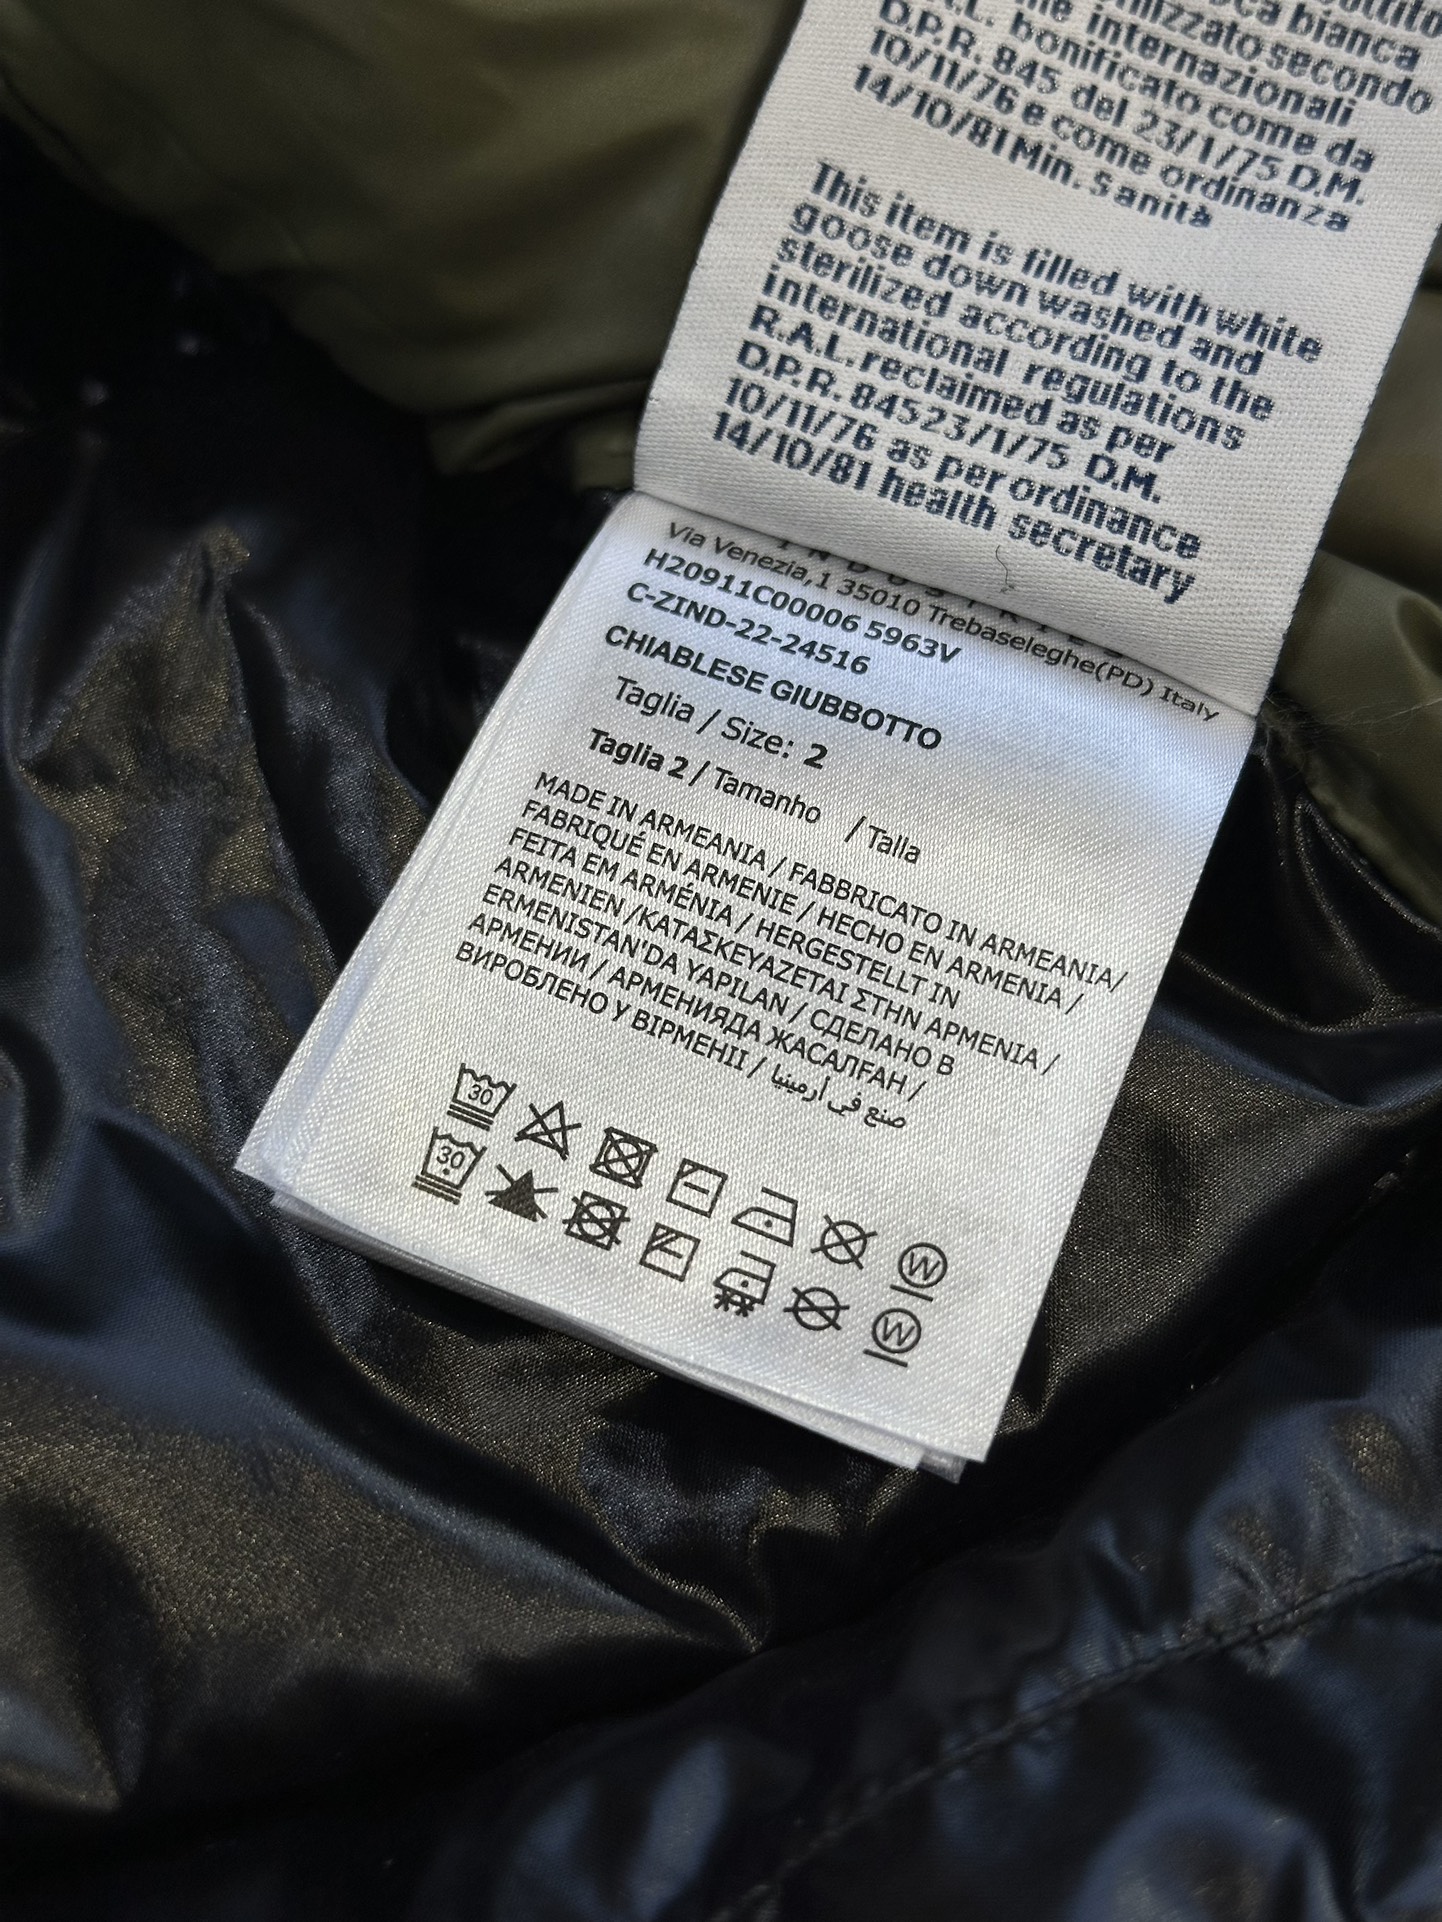 bianca
secondo
internazionali
bonificato come da
D.P.R. 845 del 23/1/75 D.M.
10/11/76 e come ordinanza
14/10/81 Min. Sanità
This item is filled with white
goose down washed and
sterilized according to the
international regulations
R.A.L. reclaimed as per
D.P.R. 84523/1/75 D.M.
10/11/76 as per ordinance
14/10/81 health secretary
Via Venezia,1 35010 Trebaseleghe(PD) Italy
H20911C00006 5963V
C-ZIND-22-24516
CHIABLESE GIUBBOTTO
Taglia / Size: 2
Taglia 2 / Tamanho / Talla
MADE IN ARMEANIA / FABBRICATO IN ARMEANIA/
FABRIQUÉ EN ARMENIE / HECHO EN ARMENIA /
FEITA EM ARMÉNIA / HERGESTELLT IN
ARMENIEN /ΚΑΤΑΣΚΕΥΑΖΕΤΑΙ ΣΤΗΝ ΑΡΜΕΝΙΑ /
ERMENISTAN'DA YAPILAN / СДЕЛАНО В
АРМЕНИИ / АРМЕНИЯДА ЖАСАЛҒАН /
ВИРОБЛЕНО У ВІРМЕНІІ / صنع في أرمينيا
30 W
30 W